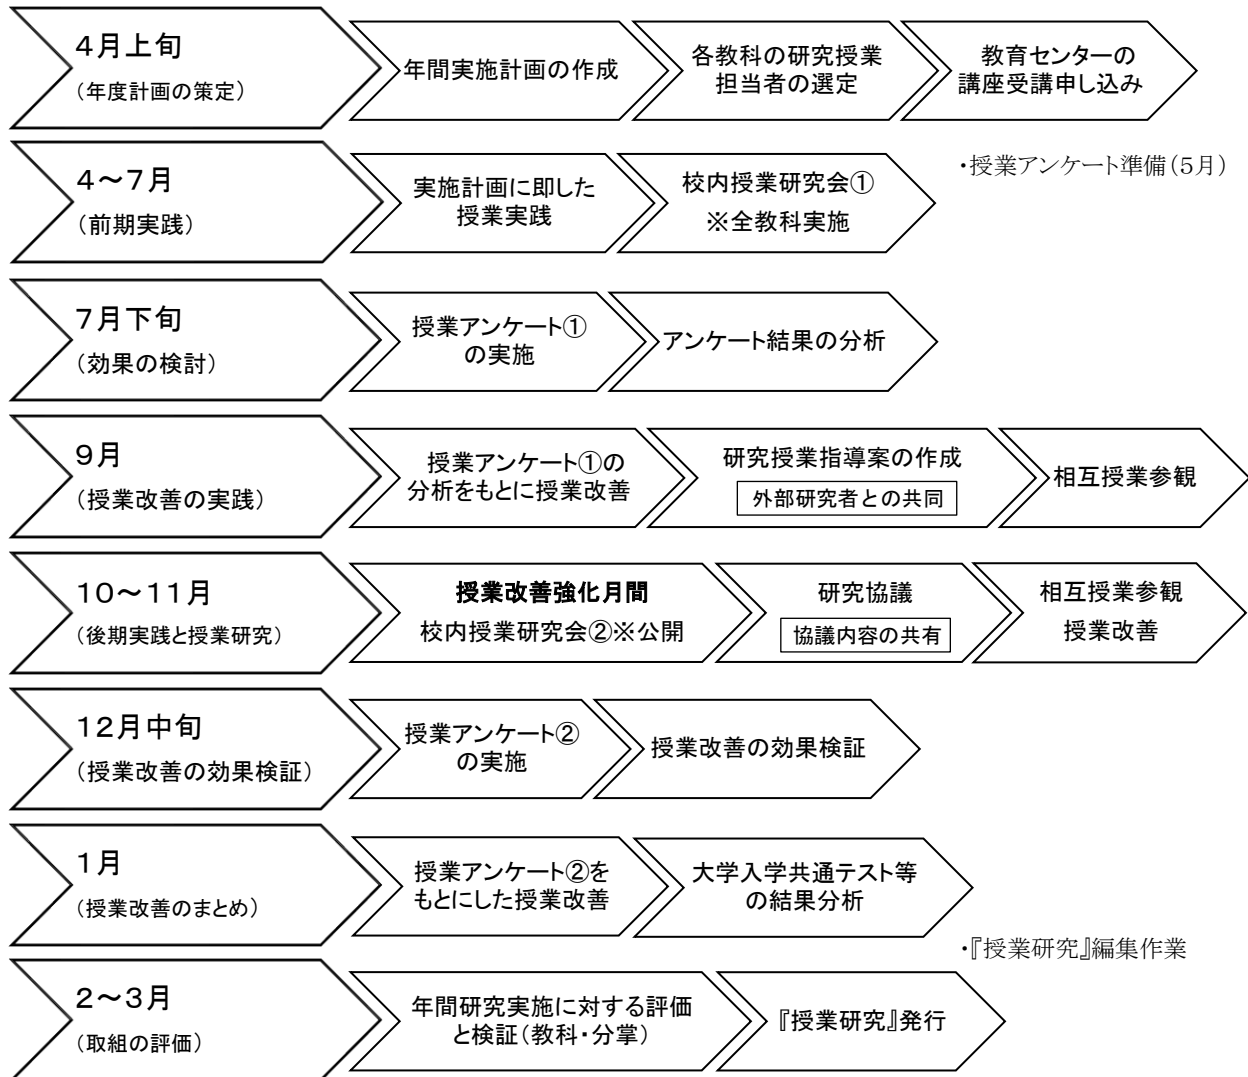 4月上旬
（年度計画の策定）
年間実施計画の作成
各教科の研究授業
担当者の選定
教育センターの
講座受講申し込み
4～7月
（前期実践）
実施計画に即した
授業実践
校内授業研究会①
※全教科実施
・授業アンケート準備（5月）
7月下旬
（効果の検討）
授業アンケート①
の実施
アンケート結果の分析
9月
（授業改善の実践）
授業アンケート①の
分析をもとに授業改善
研究授業指導案の作成
外部研究者との共同
相互授業参観
10～11月
（後期実践と授業研究）
授業改善強化月間
校内授業研究会②※公開
研究協議
協議内容の共有
相互授業参観
授業改善
12月中旬
（授業改善の効果検証）
授業アンケート②
の実施
授業改善の効果検証
1月
（授業改善のまとめ）
授業アンケート②を
もとにした授業改善
大学入学共通テスト等
の結果分析
・『授業研究』編集作業
2～3月
（取組の評価）
年間研究実施に対する評価
と検証（教科・分掌）
『授業研究』発行